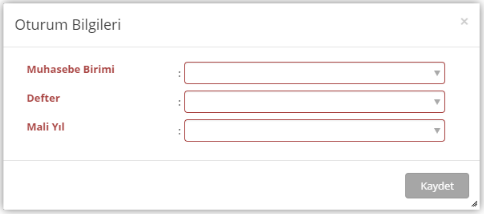 Oturum Bilgileri ×
Muhasebe Birimi :
Defter :
Mali Yıl :
Kaydet